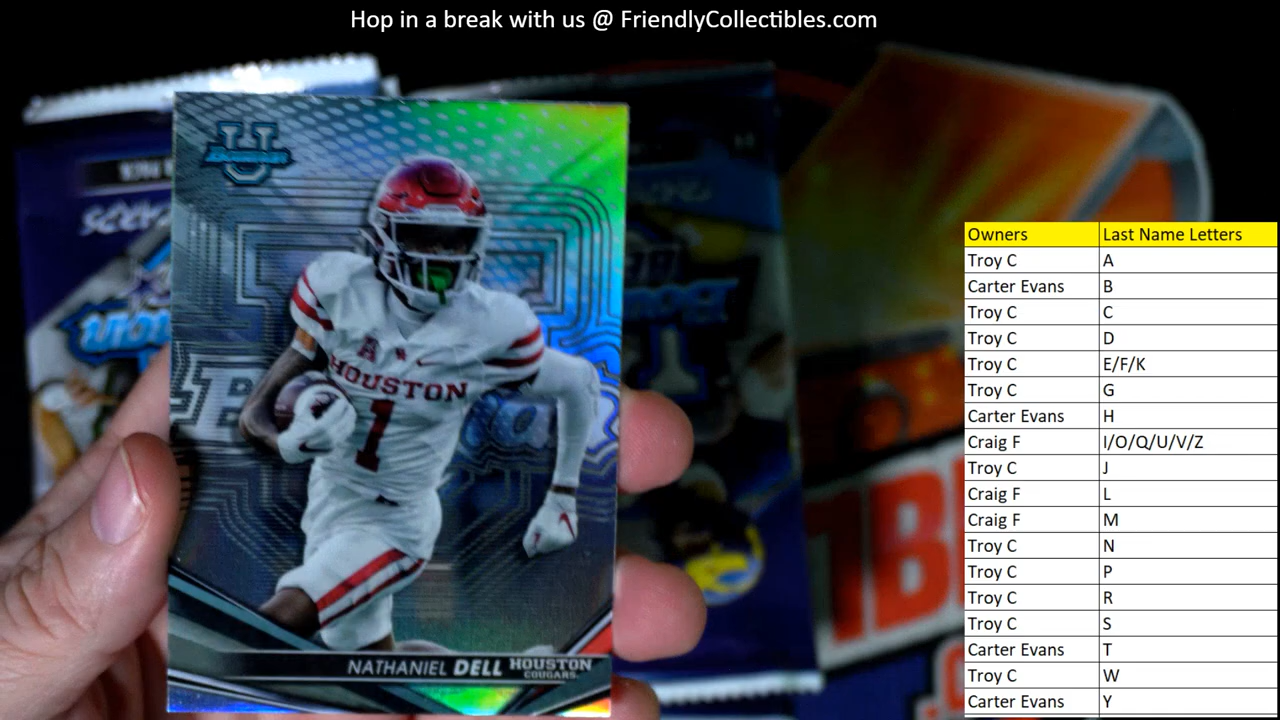 Hop in a break with us @ FriendlyCollectibles.com
U
HOUSTON
1
NATHANIEL DELL HOUSTON
COUGARS
Owners Last Name Letters
Troy C A
Carter Evans B
Troy C C
Troy C D
Troy C E/F/K
Troy C G
Carter Evans H
Craig F I/O/Q/U/V/Z
Troy C J
Craig F L
Craig F M
Troy C N
Troy C P
Troy C R
Troy C S
Carter Evans T
Troy C W
Carter Evans Y